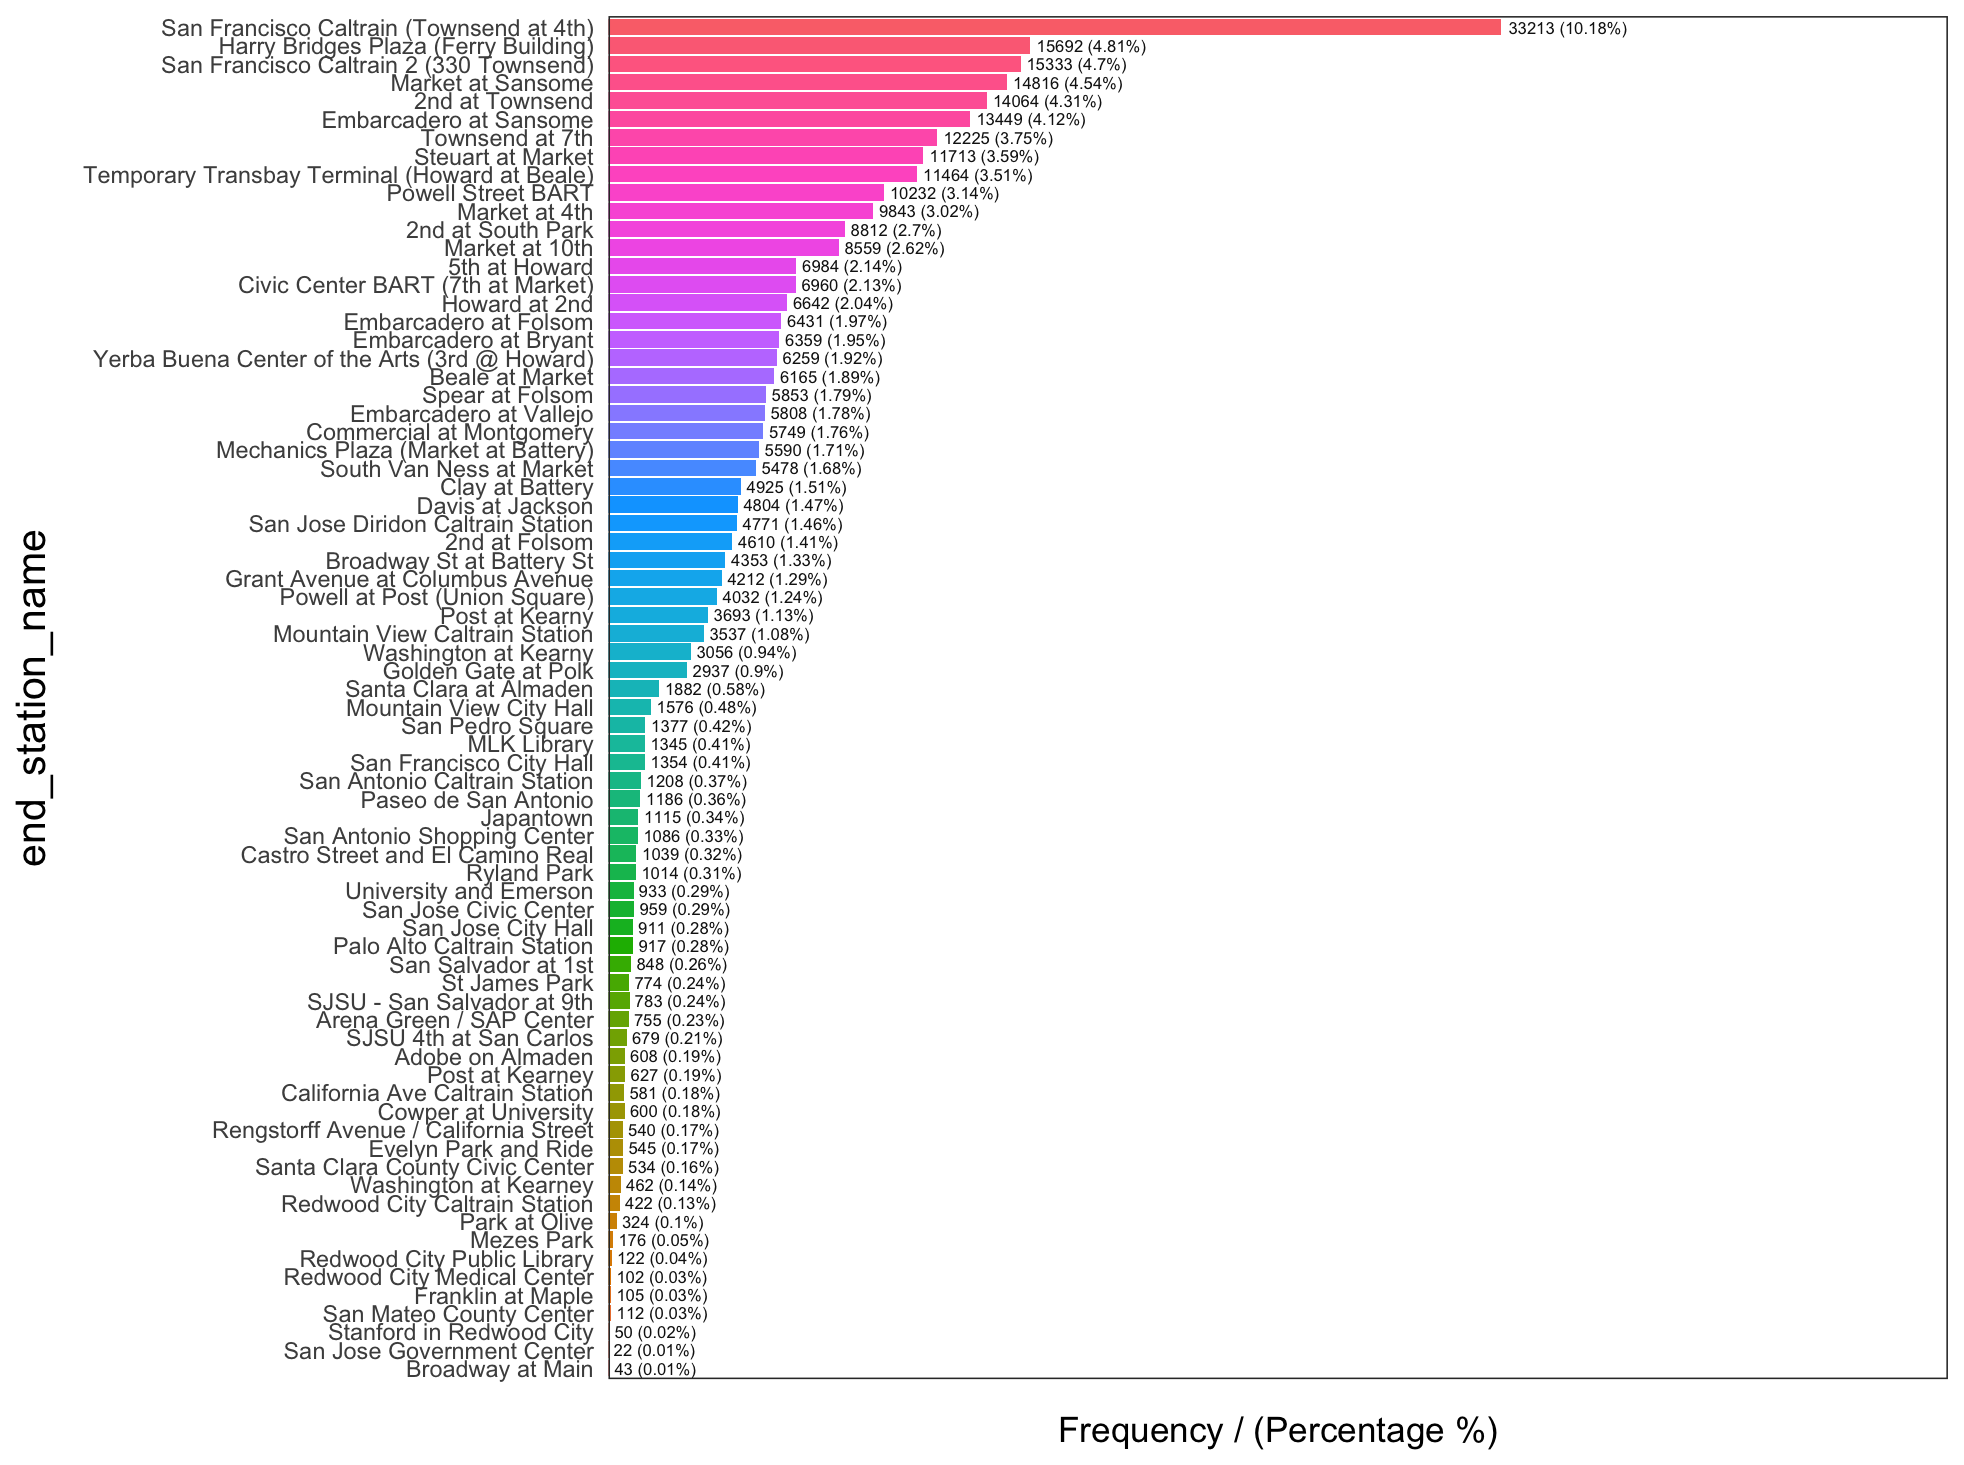 San Francisco Caltrain (Townsend at 4th) 33213 (10.18%)
Harry Bridges Plaza (Ferry Building) 15692 (4.81%)
San Francisco Caltrain 2 (330 Townsend) 15333 (4.7%)
Market at Sansome 14816 (4.54%)
2nd at Townsend 14064 (4.31%)
Embarcadero at Sansome 13449 (4.12%)
Townsend at 7th 12225 (3.75%)
Steuart at Market 11713 (3.59%)
Temporary Transbay Terminal (Howard at Beale) 11464 (3.51%)
Powell Street BART 10232 (3.14%)
Market at 4th 9843 (3.02%)
2nd at South Park 8812 (2.7%)
Market at 10th 8559 (2.62%)
5th at Howard 6984 (2.14%)
Civic Center BART (7th at Market) 6960 (2.13%)
Howard at 2nd 6642 (2.04%)
Embarcadero at Folsom 6431 (1.97%)
Embarcadero at Bryant 6359 (1.95%)
Yerba Buena Center of the Arts (3rd @ Howard) 6259 (1.92%)
Beale at Market 6165 (1.89%)
Spear at Folsom 5853 (1.79%)
Embarcadero at Vallejo 5808 (1.78%)
Commercial at Montgomery 5749 (1.76%)
Mechanics Plaza (Market at Battery) 5590 (1.71%)
South Van Ness at Market 5478 (1.68%)
Clay at Battery 4925 (1.51%)
Davis at Jackson 4804 (1.47%)
San Jose Diridon Caltrain Station 4771 (1.46%)
2nd at Folsom 4610 (1.41%)
Broadway St at Battery St 4353 (1.33%)
Grant Avenue at Columbus Avenue 4212 (1.29%)
Powell at Post (Union Square) 4032 (1.24%)
Post at Kearny 3693 (1.13%)
Mountain View Caltrain Station 3537 (1.08%)
Washington at Kearny 3056 (0.94%)
Golden Gate at Polk 2937 (0.9%)
Santa Clara at Almaden 1882 (0.58%)
Mountain View City Hall 1576 (0.48%)
San Pedro Square 1377 (0.42%)
MLK Library 1345 (0.41%)
San Francisco City Hall 1354 (0.41%)
San Antonio Caltrain Station 1208 (0.37%)
Paseo de San Antonio 1186 (0.36%)
Japantown 1115 (0.34%)
San Antonio Shopping Center 1086 (0.33%)
Castro Street and El Camino Real 1039 (0.32%)
Ryland Park 1014 (0.31%)
University and Emerson 933 (0.29%)
San Jose Civic Center 959 (0.29%)
San Jose City Hall 911 (0.28%)
Palo Alto Caltrain Station 917 (0.28%)
San Salvador at 1st 848 (0.26%)
St James Park 774 (0.24%)
SJSU - San Salvador at 9th 783 (0.24%)
Arena Green / SAP Center 755 (0.23%)
SJSU 4th at San Carlos 679 (0.21%)
Adobe on Almaden 608 (0.19%)
Post at Kearney 627 (0.19%)
California Ave Caltrain Station 581 (0.18%)
Cowper at University 600 (0.18%)
Rengstorff Avenue / California Street 540 (0.17%)
Evelyn Park and Ride 545 (0.17%)
Santa Clara County Civic Center 534 (0.16%)
Washington at Kearney 462 (0.14%)
Redwood City Caltrain Station 422 (0.13%)
Park at Olive 324 (0.1%)
Mezes Park 176 (0.05%)
Redwood City Public Library 122 (0.04%)
Redwood City Medical Center 102 (0.03%)
Franklin at Maple 105 (0.03%)
San Mateo County Center 112 (0.03%)
Stanford in Redwood City 50 (0.02%)
San Jose Government Center 22 (0.01%)
Broadway at Main 43 (0.01%)
end_station_name
Frequency / (Percentage %)